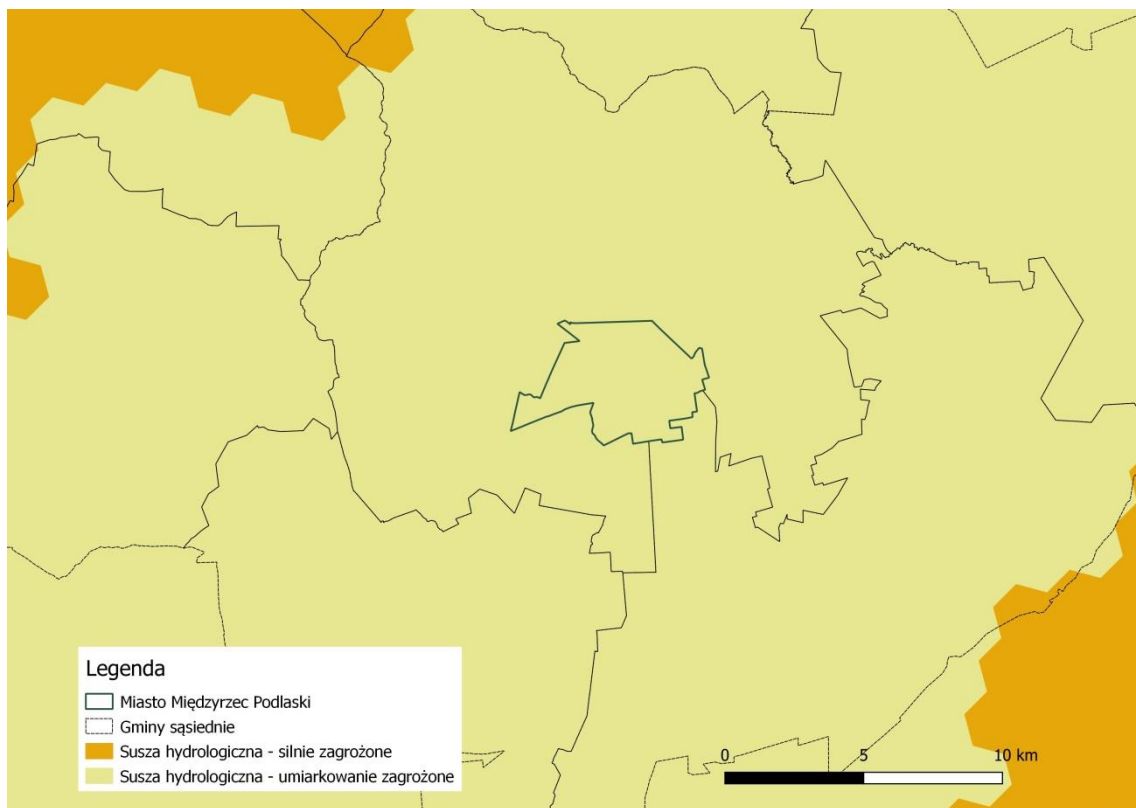 Legenda
Miasto Międzyrzec Podlaski
Gminy sąsiednie
Susza hydrologiczna - silnie zagrożone
Susza hydrologiczna - umiarkowanie zagrożone
0 5 10 km